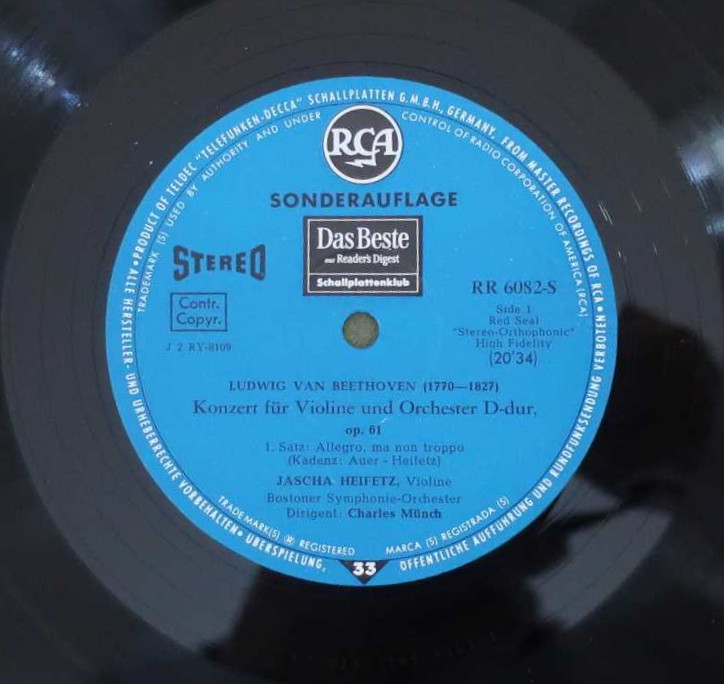 • PRODUCT OF TELDEC "TELEFUNKEN-DECCA" SCHALLPLATTEN G.M.B.H., GERMANY, FROM MASTER RECORDINGS OF RCA •
TRADEMARK (S) USED BY AUTHORITY AND UNDER CONTROL OF RADIO CORPORATION OF AMERICA (RCA)
RCA
SONDERAUFLAGE
Das Beste
aus Reader's Digest
Schallplattenklub
STEREO
RR 6082-S
Contr.
Copyr.
Side 1
Red Seal
"Stereo-Orthophonic"
High Fidelity
(20'34)
J 2 RY-8109
LUDWIG VAN BEETHOVEN (1770—1827)
Konzert für Violine und Orchester D-dur,
op. 61
1. Satz: Allegro, ma non troppo
(Kadenz: Auer - Heifetz)
JASCHA HEIFETZ, Violine
Bostoner Symphonie-Orchester
Dirigent: Charles Münch
TRADEMARK(S) ® REGISTERED
MARCA (S) REGISTRADA (S)
33
ALLE HERSTELLER- UND URHEBERRECHTE VORBEHALTEN • ÜBERSPIELUNG, ÖFFENTLICHE AUFFÜHRUNG UND RUNDFUNKSENDUNG VERBOTEN